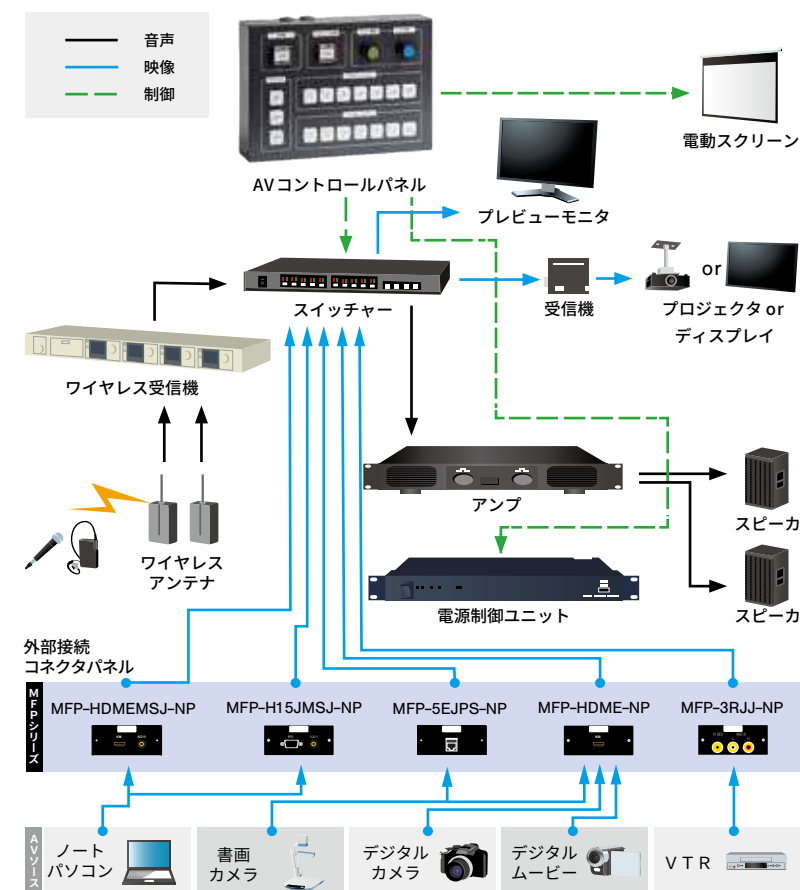 音声
映像
制御
AVコントロールパネル
電動スクリーン
プレビューモニタ
スイッチャー
受信機
or
プロジェクタ or
ディスプレイ
ワイヤレス受信機
アンプ
スピーカ
ワイヤレス
アンテナ
電源制御ユニット
スピーカ
外部接続
コネクタパネル
MFPシリーズ
MFP-HDMEMSJ-NP
MFP-H15JMSJ-NP
MFP-5EJPS-NP
MFP-HDME-NP
MFP-3RJJ-NP
AVソース
ノート
パソコン
書画
カメラ
デジタル
カメラ
デジタル
ムービー
VTR